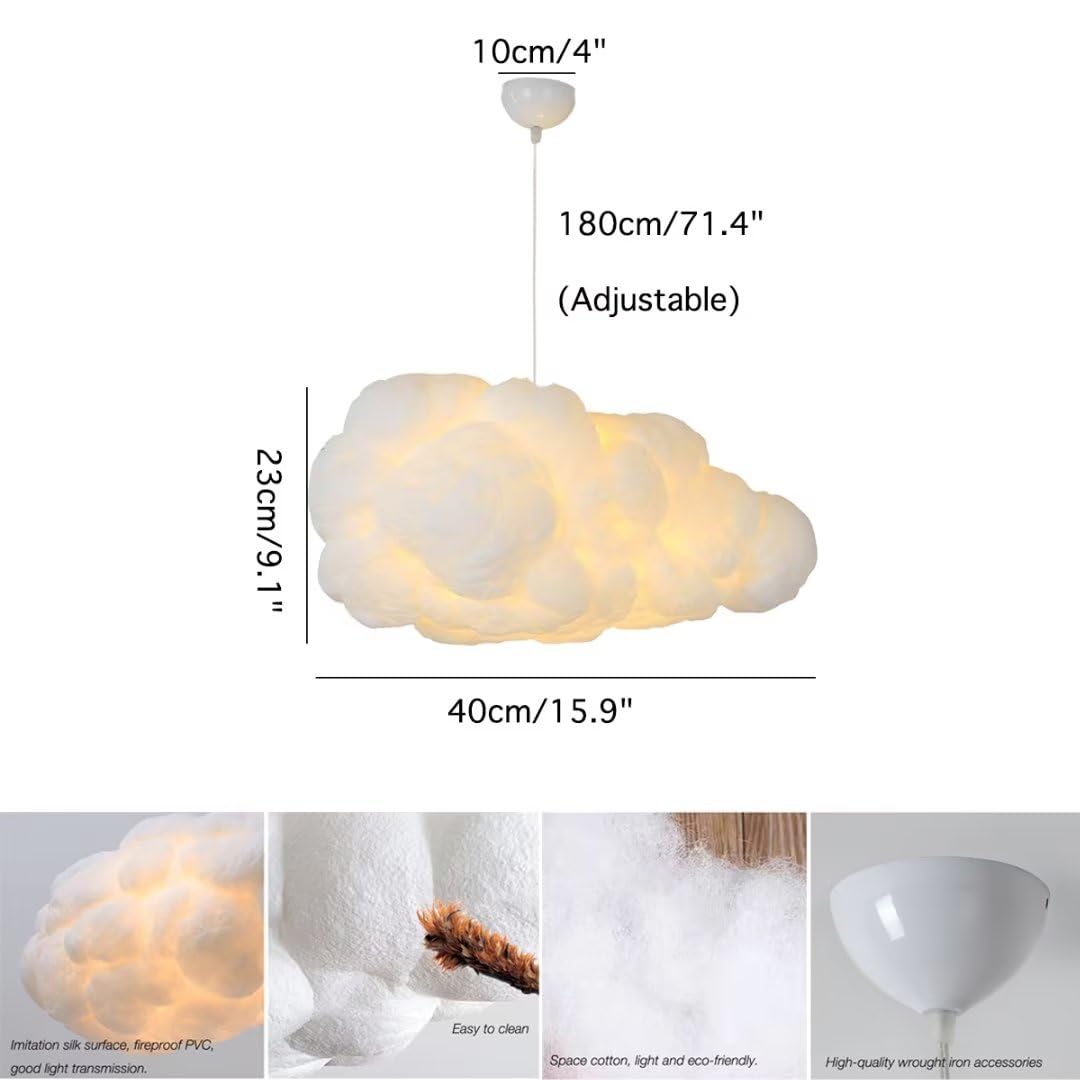 10cm/4"
180cm/71.4"
(Adjustable)
23cm/9.1"
40cm/15.9"
Imitation silk surface, fireproof PVC,
good light transmission.
Easy to clean
Space cotton, light and eco-friendly.
High-quality wrought iron accessories